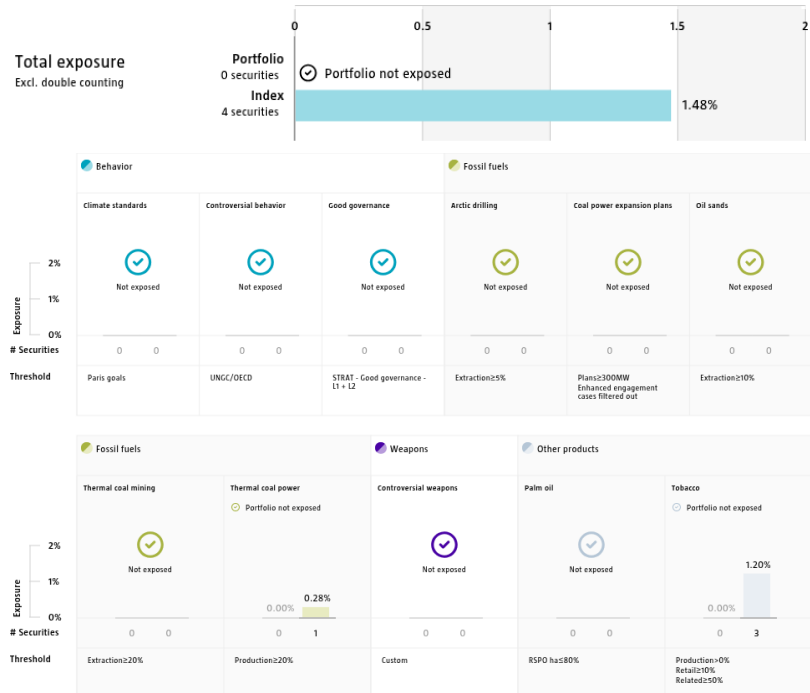 0 0.5 1 1.5 2
Total exposure
Excl. double counting
Portfolio
0 securities
Portfolio not exposed
Index
4 securities
1.48%
Behavior Fossil fuels
Climate standards Controversial behavior Good governance Arctic drilling Coal power expansion plans Oil sands
Not exposed Not exposed Not exposed Not exposed Not exposed Not exposed
Exposure
2%
1%
0%
# Securities 0 0 0 0 0 0 0 0 0 0 0 0
Threshold Paris goals UNGC/OECD STRAT - Good governance - Extraction≥5% Plans≥300MW Extraction≥10%
L1 + L2 Enhanced engagement
cases filtered out
Fossil fuels Weapons Other products
Thermal coal mining Thermal coal power Controversial weapons Palm oil Tobacco
Portfolio not exposed Portfolio not exposed
Not exposed Not exposed Not exposed
Exposure
2%
1%
0%
0.00% 0.28% 0.00% 1.20%
# Securities 0 0 0 1 0 0 0 0 0 3
Threshold Extraction≥20% Production≥20% Custom RSPO ha≤80% Production>0%
Retail≥10%
Related≥50%